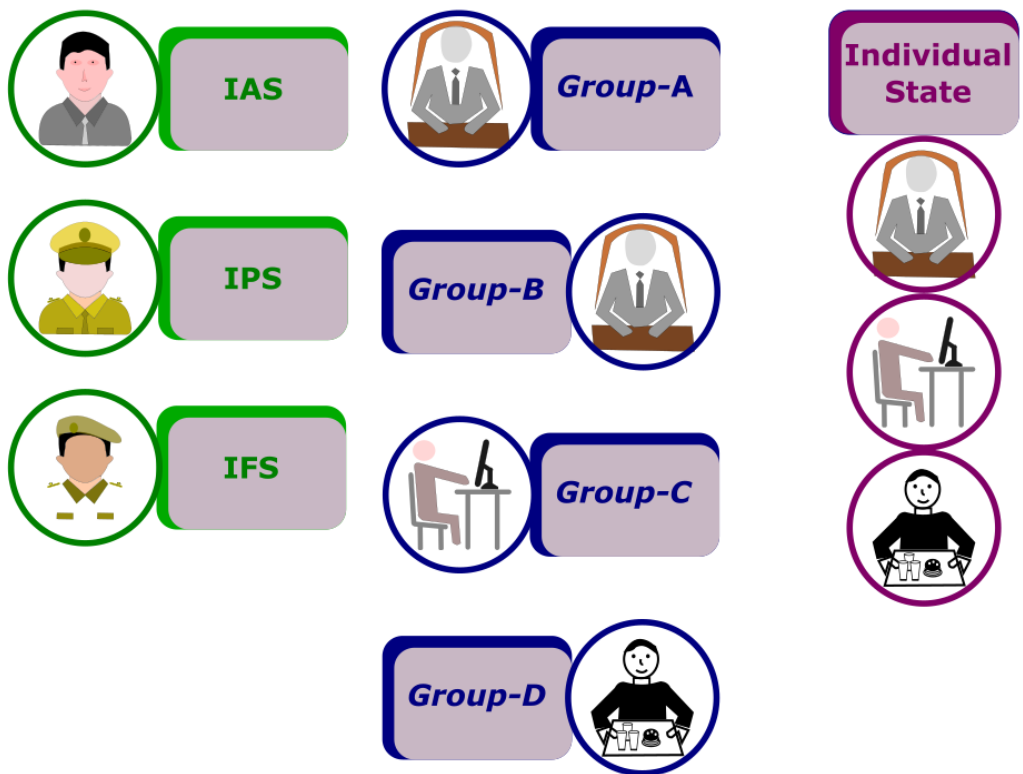 IAS
IPS
IFS
Group-A
Group-B
Group-C
Group-D
Individual
State